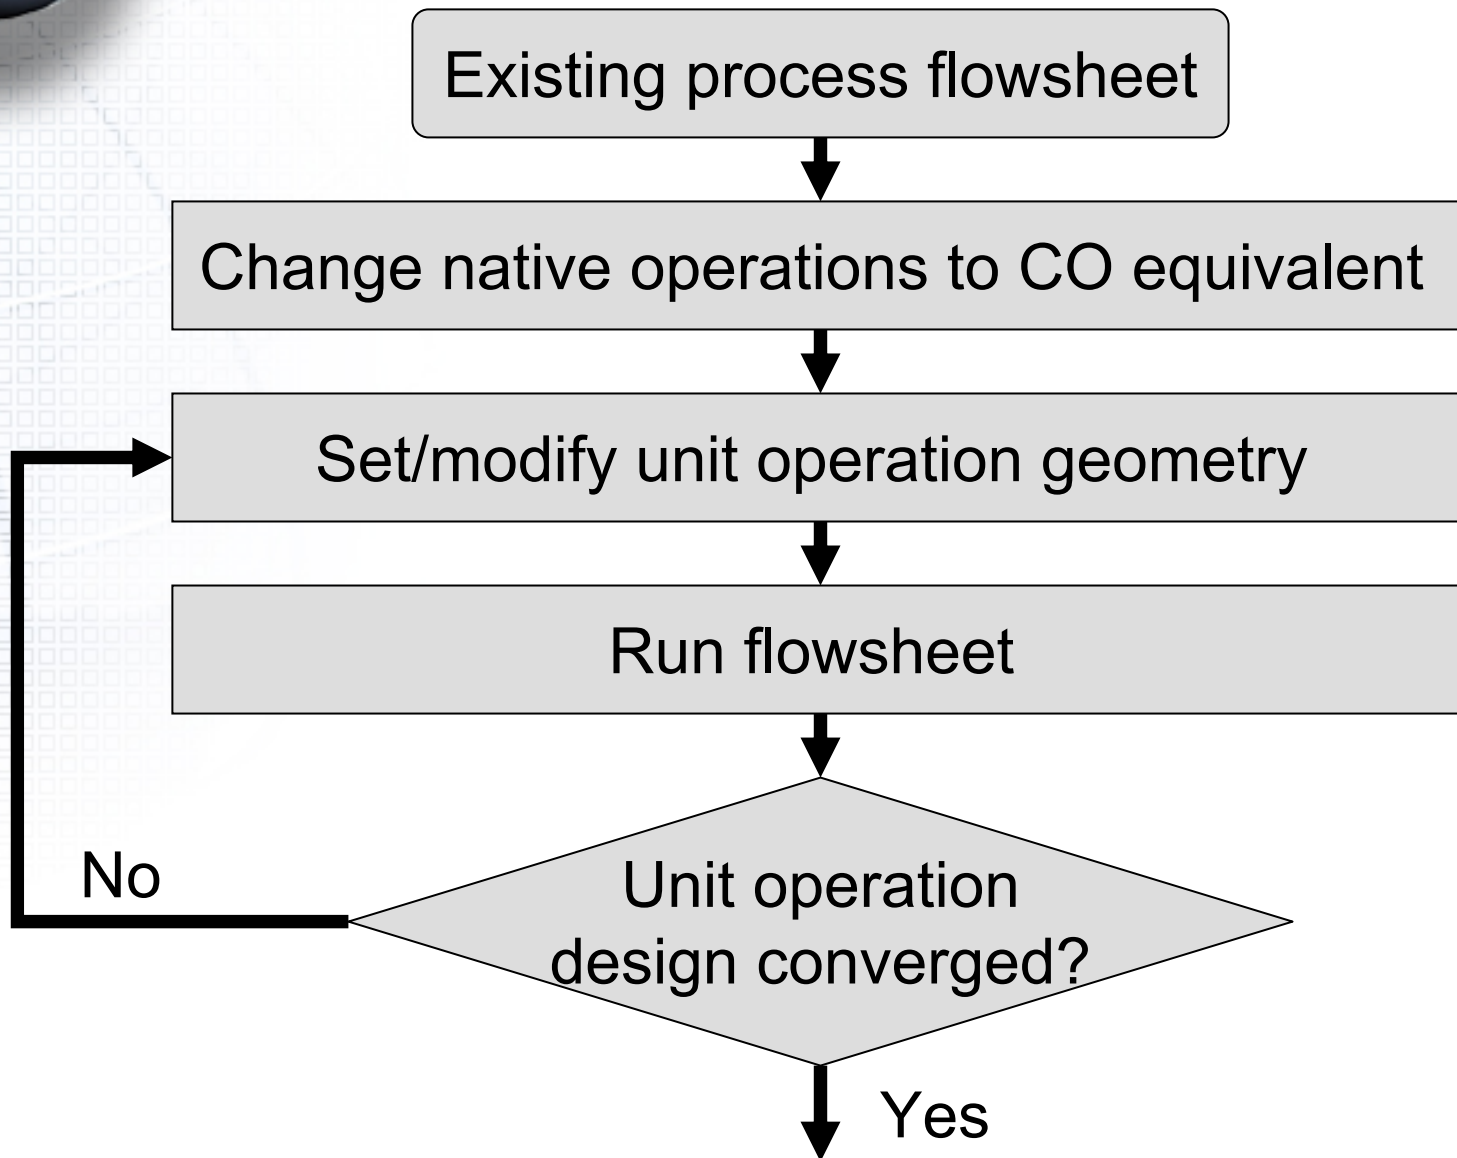 Existing process flowsheet
Change native operations to CO equivalent
Set/modify unit operation geometry
Run flowsheet
No
Unit operation
design converged?
Yes